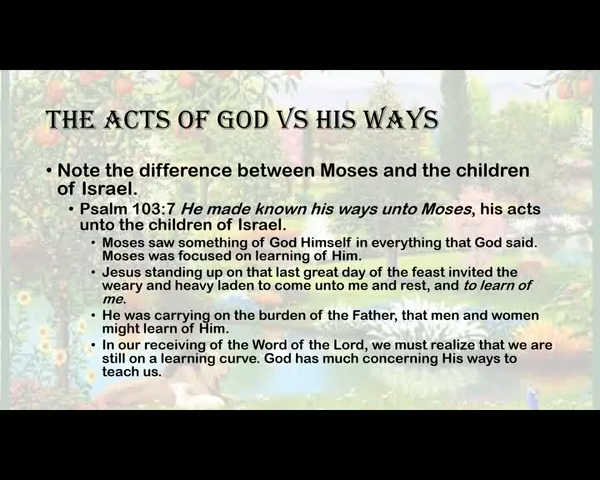 THE ACTS OF GOD VS HIS WAYS
• Note the difference between Moses and the children
of Israel.
• Psalm 103:7 He made known his ways unto Moses, his acts
unto the children of Israel.
• Moses saw something of God Himself in everything that God said.
Moses was focused on learning of Him.
• Jesus standing up on that last great day of the feast invited the
weary and heavy laden to come unto me and rest, and to learn of
me.
• He was carrying on the burden of the Father, that men and women
might learn of Him.
• In our receiving of the Word of the Lord, we must realize that we are
still on a learning curve. God has much concerning His ways to
teach us.